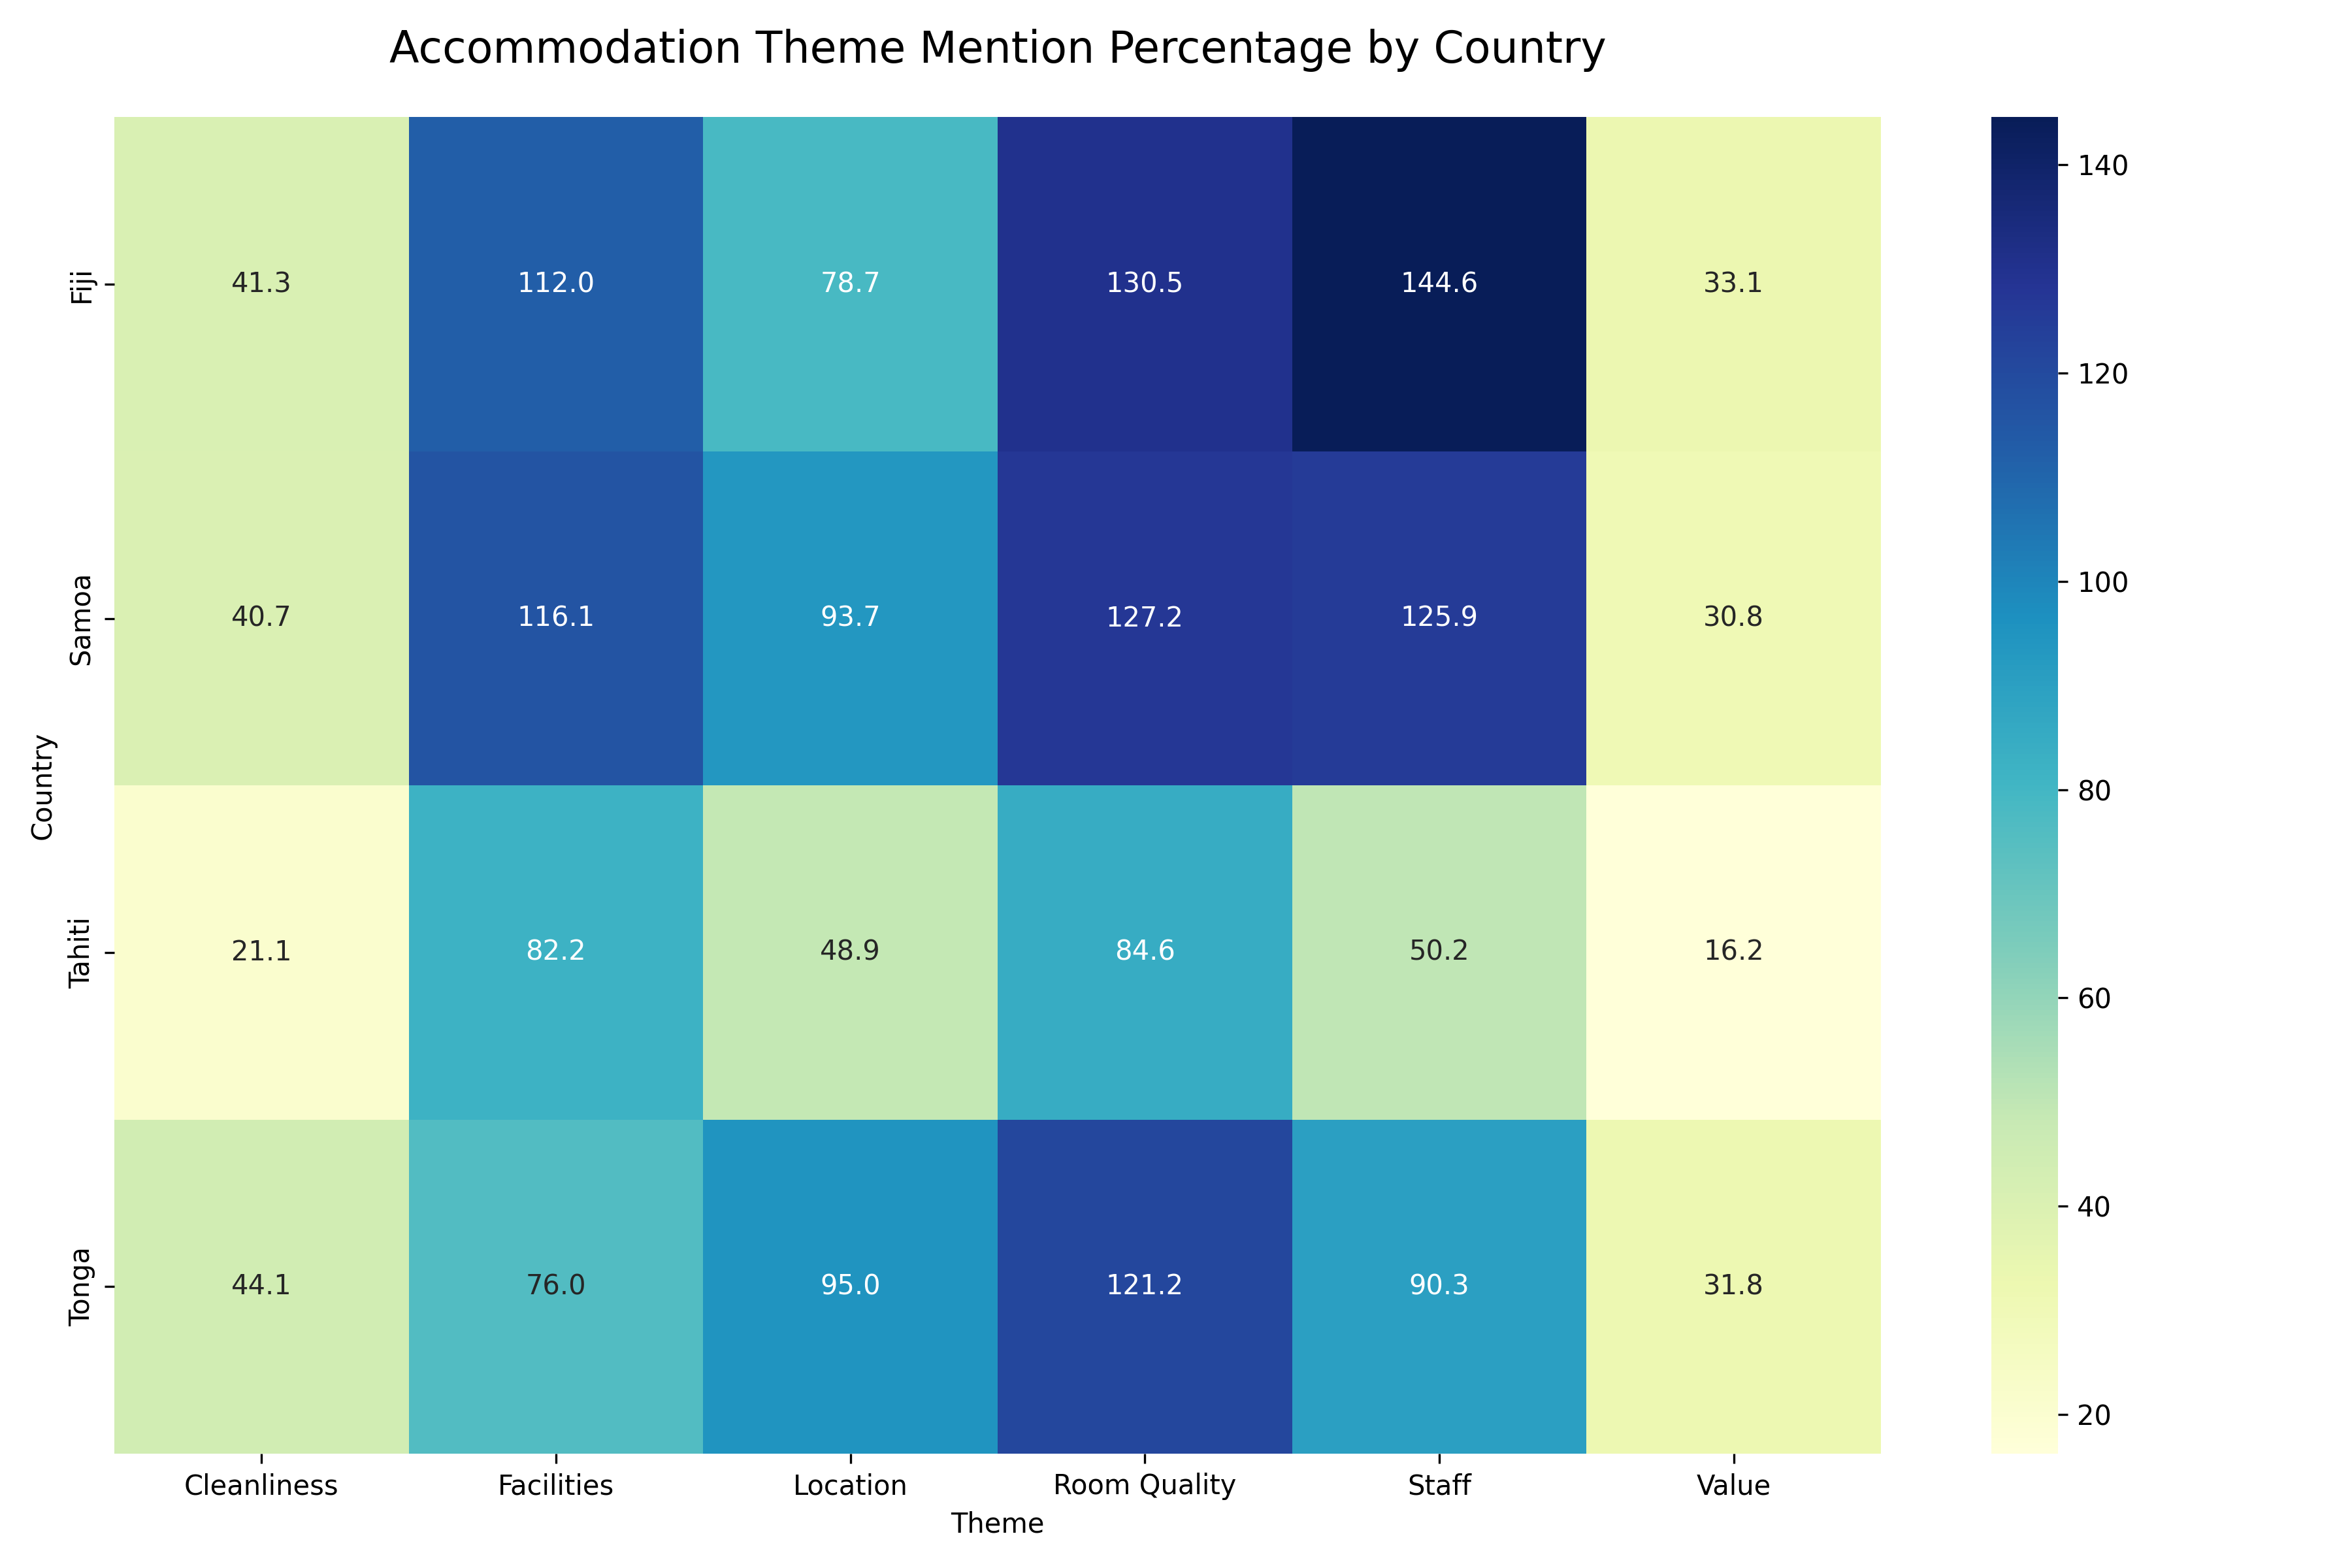 Accommodation Theme Mention Percentage by Country
Country
Fiji 41.3 112.0 78.7 130.5 144.6 33.1
Samoa 40.7 116.1 93.7 127.2 125.9 30.8
Tahiti 21.1 82.2 48.9 84.6 50.2 16.2
Tonga 44.1 76.0 95.0 121.2 90.3 31.8
Cleanliness Facilities Location Room Quality Staff Value
Theme
140
120
100
80
60
40
20